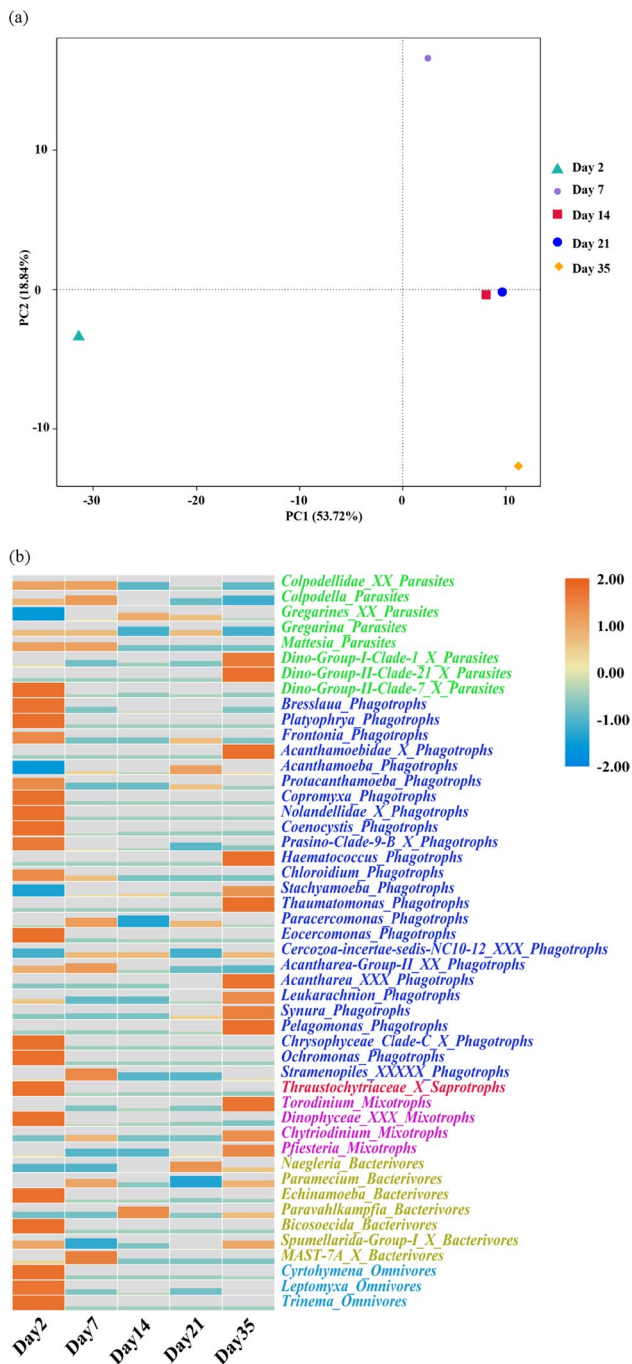 (a)
10
0
-10
PC2 (18.84%)
-30
-20
-10
0
10
PC1 (53.72%)
Day 2
Day 7
Day 14
Day 21
Day 35
(b)
Colpodellidae_XX_Parasites
Colpodella_Parasites
Gregarines_XX_Parasites
Gregarina_Parasites
Mattesia_Parasites
Dino-Group-I-Clade-1_X_Parasites
Dino-Group-II-Clade-21_X_Parasites
Dino-Group-II-Clade-7_X_Parasites
Bresslaua_Phagotrophs
Platyophrya_Phagotrophs
Frontonia_Phagotrophs
Acanthamoebidae_X_Phagotrophs
Acanthamoeba_Phagotrophs
Protacanthamoeba_Phagotrophs
Copromyxa_Phagotrophs
Nolandellidae_X_Phagotrophs
Coenocystis_Phagotrophs
Prasino-Clade-9-B_X_Phagotrophs
Haematococcus_Phagotrophs
Chloroidium_Phagotrophs
Stachyamoeba_Phagotrophs
Thaumatomonas_Phagotrophs
Paracercomonas_Phagotrophs
Eocercomonas_Phagotrophs
Cercozoa-incertae-sedis-NC10-12_XXX_Phagotrophs
Acantharea-Group-II_XX_Phagotrophs
Acantharea_XXX_Phagotrophs
Leukarachnion_Phagotrophs
Synura_Phagotrophs
Pelagomonas_Phagotrophs
Chrysophyceae_Clade-C_X_Phagotrophs
Ochromonas_Phagotrophs
Stramenopiles_XXXXX_Phagotrophs
Thraustochytriaceae_X_Saprotrophs
Torodinium_Mixotrophs
Dinophyceae_XXX_Mixotrophs
Chytriodinium_Mixotrophs
Pfiesteria_Mixotrophs
Naegleria_Bacterivores
Paramecium_Bacterivores
Echinamoeba_Bacterivores
Paravahlkampfia_Bacterivores
Bicosoecida_Bacterivores
Spumellarida-Group-I_X_Bacterivores
MAST-7A_X_Bacterivores
Cyrtohymena_Omnivores
Leptomyxa_Omnivores
Trinema_Omnivores
2.00
1.00
0.00
-1.00
-2.00
Day2
Day7
Day14
Day21
Day35